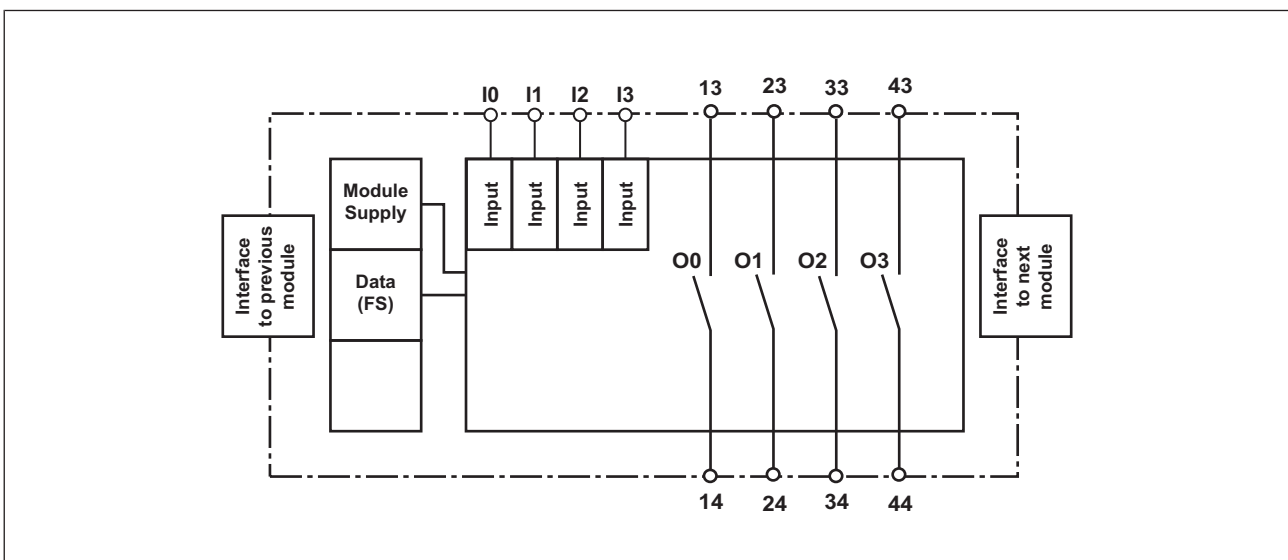 I0 I1 I2 I3 13 23 33 43
Module
Supply
Input Input Input Input
Interface
to previous
module
Data
(FS)
O0 O1 O2 O3
Interface
to next
module
14 24 34 44